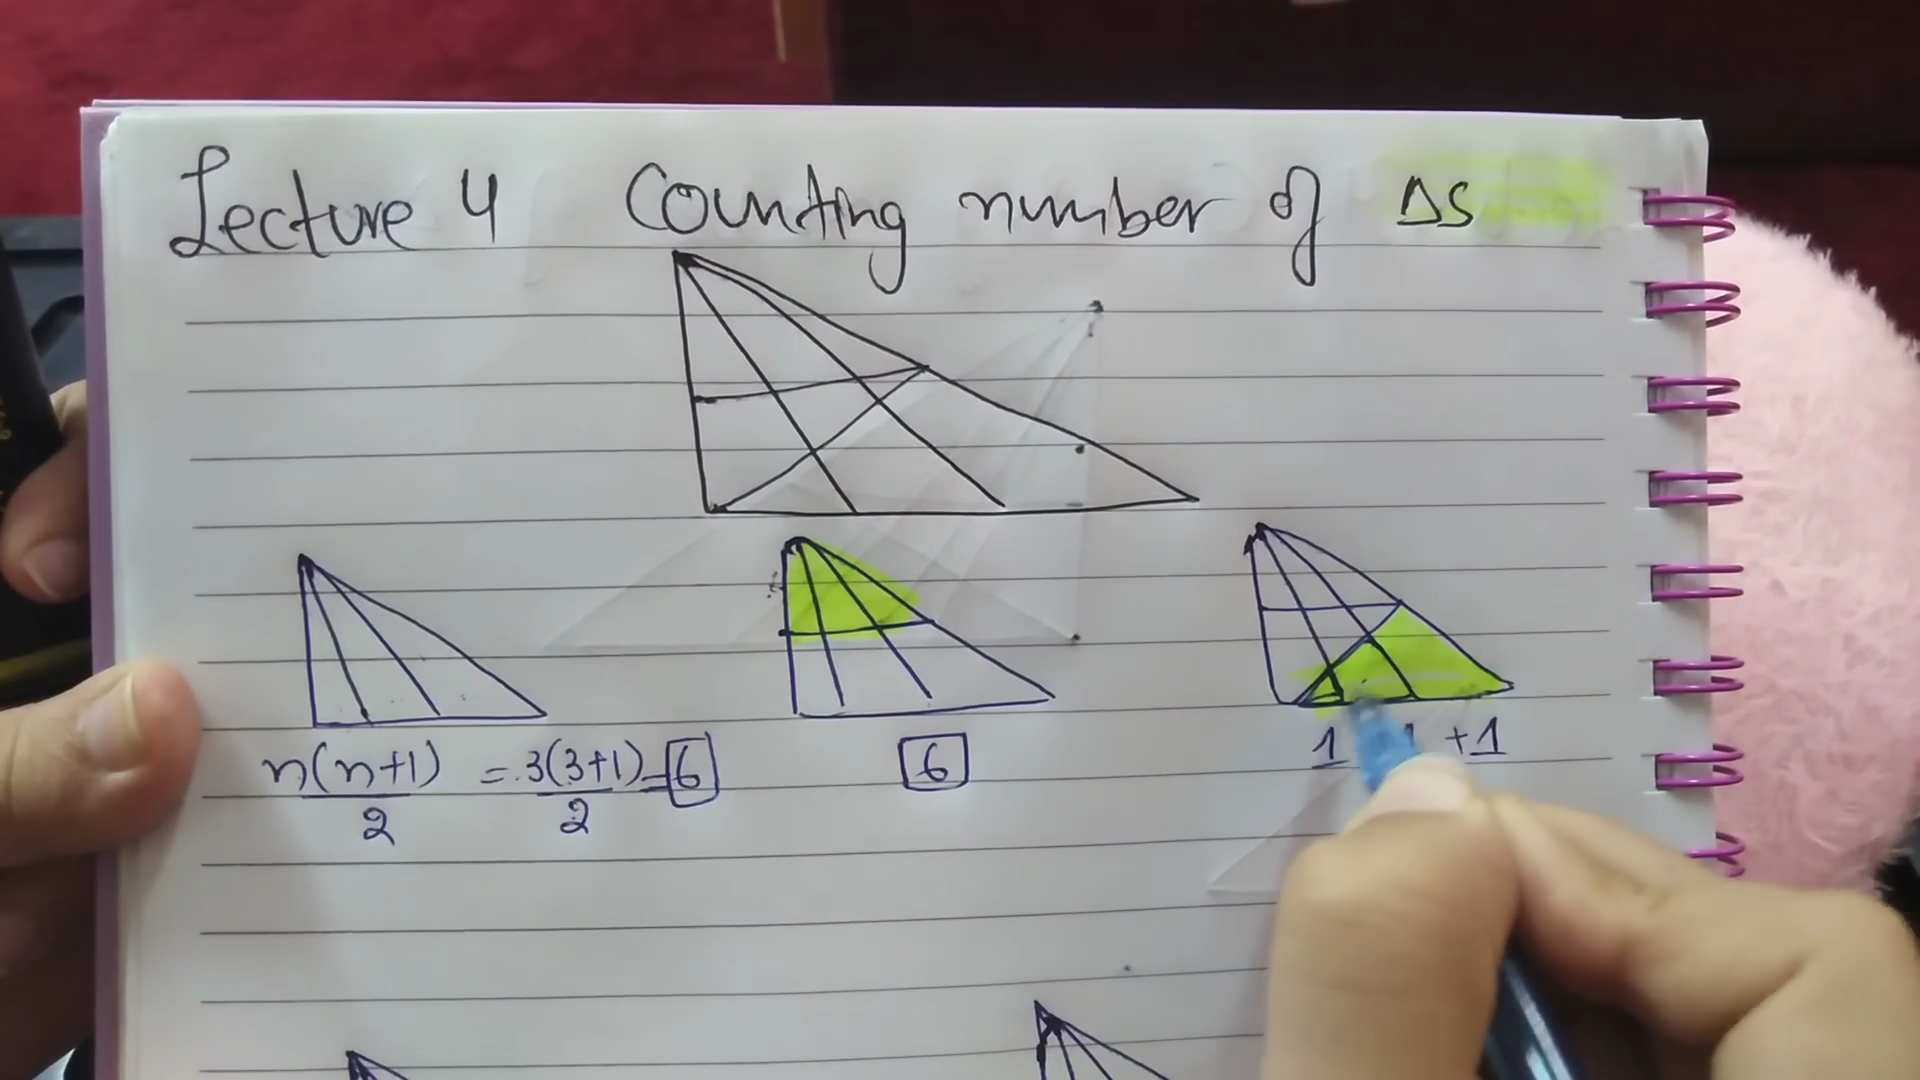 Lecture 4 Counting number of ΔS
n(n+1)/2 = 3(3+1)/2 = 6
6
1 +1